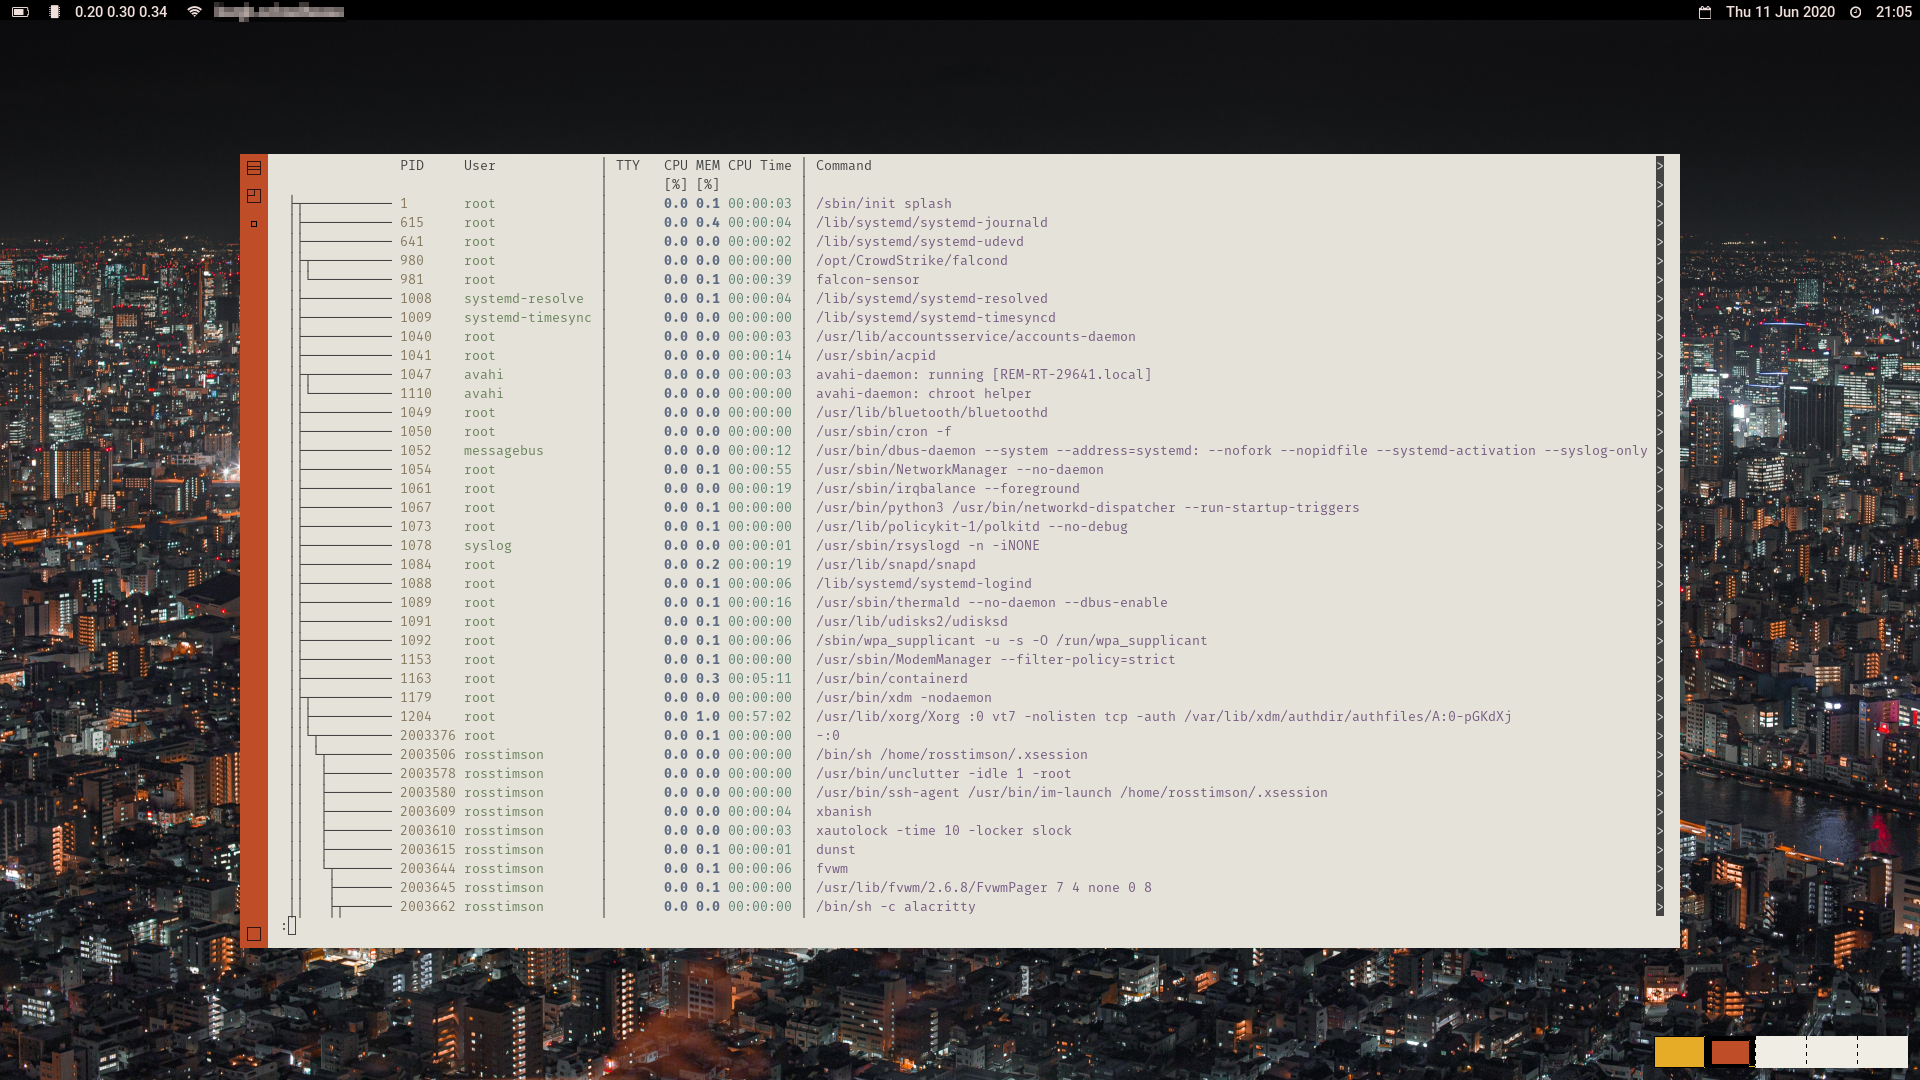 0.20 0.30 0.34 Thu 11 Jun 2020 21:05
PID User TTY CPU MEM CPU Time Command >
[%] [%] >
1 root 0.0 0.1 00:00:03 /sbin/init splash >
615 root 0.0 0.4 00:00:04 /lib/systemd/systemd-journald >
641 root 0.0 0.0 00:00:02 /lib/systemd/systemd-udevd >
980 root 0.0 0.0 00:00:00 /opt/CrowdStrike/falcond >
981 root 0.0 0.1 00:00:39 falcon-sensor >
1008 systemd-resolve 0.0 0.1 00:00:04 /lib/systemd/systemd-resolved >
1009 systemd-timesync 0.0 0.0 00:00:00 /lib/systemd/systemd-timesyncd >
1040 root 0.0 0.0 00:00:03 /usr/lib/accountsservice/accounts-daemon >
1041 root 0.0 0.0 00:00:14 /usr/sbin/acpid >
1047 avahi 0.0 0.0 00:00:03 avahi-daemon: running [REM-RT-29641.local] >
1110 avahi 0.0 0.0 00:00:00 avahi-daemon: chroot helper >
1049 root 0.0 0.0 00:00:00 /usr/lib/bluetooth/bluetoothd >
1050 root 0.0 0.0 00:00:00 /usr/sbin/cron -f >
1052 messagebus 0.0 0.0 00:00:12 /usr/bin/dbus-daemon --system --address=systemd: --nofork --nopidfile --systemd-activation --syslog-only >
1054 root 0.0 0.1 00:00:55 /usr/sbin/NetworkManager --no-daemon >
1061 root 0.0 0.0 00:00:19 /usr/sbin/irqbalance --foreground >
1067 root 0.0 0.1 00:00:00 /usr/bin/python3 /usr/bin/networkd-dispatcher --run-startup-triggers >
1073 root 0.0 0.1 00:00:00 /usr/lib/policykit-1/polkitd --no-debug >
1078 syslog 0.0 0.0 00:00:01 /usr/sbin/rsyslogd -n -iNONE >
1084 root 0.0 0.2 00:00:19 /usr/lib/snapd/snapd >
1088 root 0.0 0.1 00:00:06 /lib/systemd/systemd-logind >
1089 root 0.0 0.1 00:00:16 /usr/sbin/thermald --no-daemon --dbus-enable >
1091 root 0.0 0.1 00:00:00 /usr/lib/udisks2/udisksd >
1092 root 0.0 0.1 00:00:06 /sbin/wpa_supplicant -u -s -O /run/wpa_supplicant >
1153 root 0.0 0.1 00:00:00 /usr/sbin/ModemManager --filter-policy=strict >
1163 root 0.0 0.3 00:05:11 /usr/bin/containerd >
1179 root 0.0 0.0 00:00:00 /usr/bin/xdm -nodaemon >
1204 root 0.0 1.0 00:57:02 /usr/lib/xorg/Xorg :0 vt7 -nolisten tcp -auth /var/lib/xdm/authdir/authfiles/A:0-pGKdXj >
2003376 root 0.0 0.1 00:00:00 -:0 >
2003506 rosstimson 0.0 0.0 00:00:00 /bin/sh /home/rosstimson/.xsession >
2003578 rosstimson 0.0 0.0 00:00:00 /usr/bin/unclutter -idle 1 -root >
2003580 rosstimson 0.0 0.0 00:00:00 /usr/bin/ssh-agent /usr/bin/im-launch /home/rosstimson/.xsession >
2003609 rosstimson 0.0 0.0 00:00:04 xbanish >
2003610 rosstimson 0.0 0.0 00:00:03 xautolock -time 10 -locker slock >
2003615 rosstimson 0.0 0.1 00:00:01 dunst >
2003644 rosstimson 0.0 0.1 00:00:06 fvwm >
2003645 rosstimson 0.0 0.1 00:00:00 /usr/lib/fvwm/2.6.8/FvwmPager 7 4 none 0 8 >
2003662 rosstimson 0.0 0.0 00:00:00 /bin/sh -c alacritty >
: